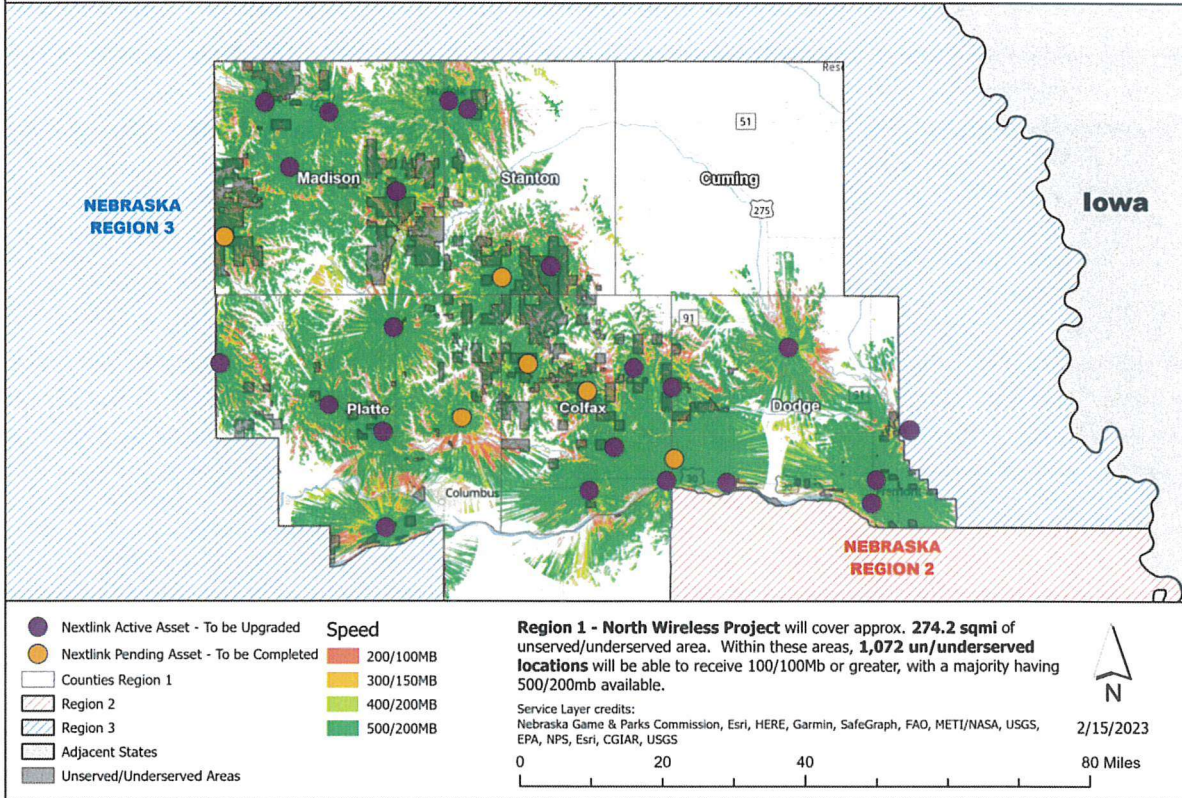 Res
51
Madison
Stanton
Cuming
275
Iowa
NEBRASKA
REGION 3
91
Platte
Colfax
Dodge
91
Columbus
30
NEBRASKA
REGION 2
Nextlink Active Asset - To be Upgraded
Nextlink Pending Asset - To be Completed
Counties Region 1
Region 2
Region 3
Adjacent States
Unserved/Underserved Areas
Speed
200/100MB
300/150MB
400/200MB
500/200MB
Region 1 - North Wireless Project will cover approx. 274.2 sqmi of
unserved/underserved area. Within these areas, 1,072 un/underserved
locations will be able to receive 100/100Mb or greater, with a majority having
500/200mb available.
Service Layer credits:
Nebraska Game & Parks Commission, Esri, HERE, Garmin, SafeGraph, FAO, METI/NASA, USGS,
EPA, NPS, Esri, CGIAR, USGS
N
2/15/2023
0 20 40 80 Miles